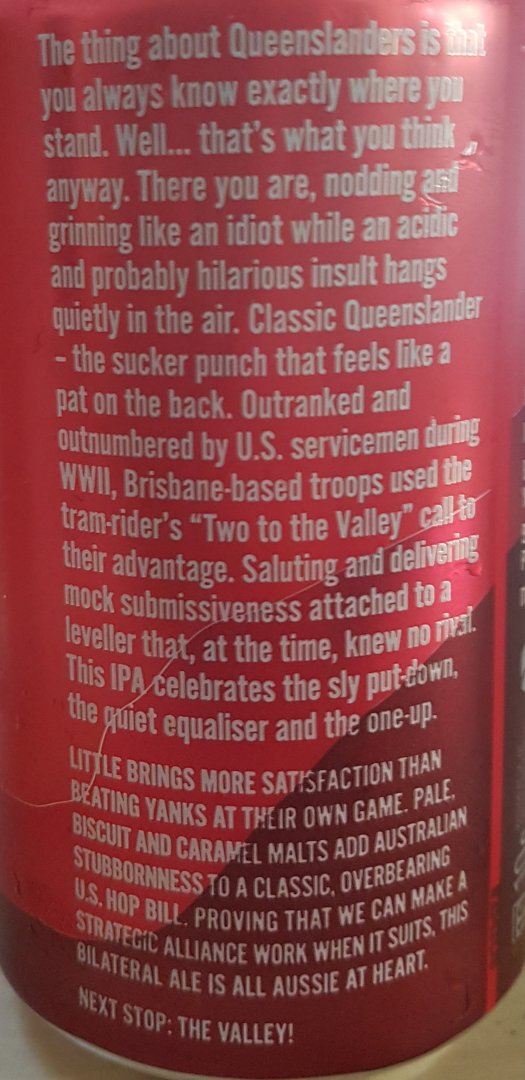 The thing about Queenslanders is that
you always know exactly where you
stand. Well... that's what you think
anyway. There you are, nodding and
grinning like an idiot while an acidic
and probably hilarious insult hangs
quietly in the air. Classic Queenslander
– the sucker punch that feels like a
pat on the back. Outranked and
outnumbered by U.S. servicemen during
WWII, Brisbane-based troops used the
tram-rider's “Two to the Valley” call to
their advantage. Saluting and delivering
mock submissiveness attached to a
leveller that, at the time, knew no rival.
This IPA celebrates the sly put-down,
the quiet equaliser and the one-up.
LITTLE BRINGS MORE SATISFACTION THAN
BEATING YANKS AT THEIR OWN GAME. PALE,
BISCUIT AND CARAMEL MALTS ADD AUSTRALIAN
STUBBORNNESS TO A CLASSIC, OVERBEARING
U.S. HOP BILL. PROVING THAT WE CAN MAKE A
STRATEGIC ALLIANCE WORK WHEN IT SUITS, THIS
BILATERAL ALE IS ALL AUSSIE AT HEART.
NEXT STOP: THE VALLEY!